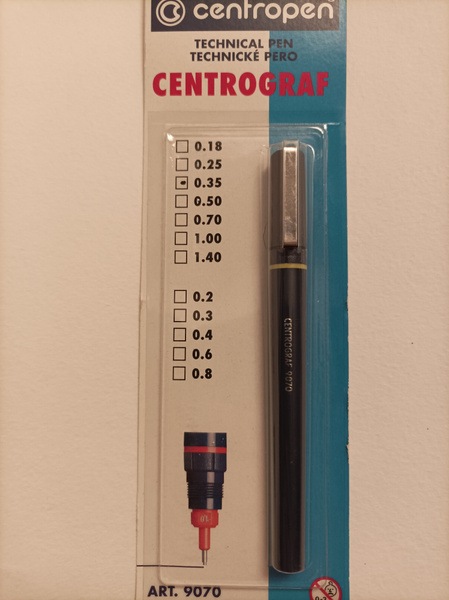 centropen
TECHNICAL PEN
TECHNICKÉ PERO
CENTROGRAF
0.18
0.25
0.35
0.50
0.70
1.00
1.40
0.2
0.3
0.4
0.6
0.8
CENTROGRAF 9070
ART. 9070